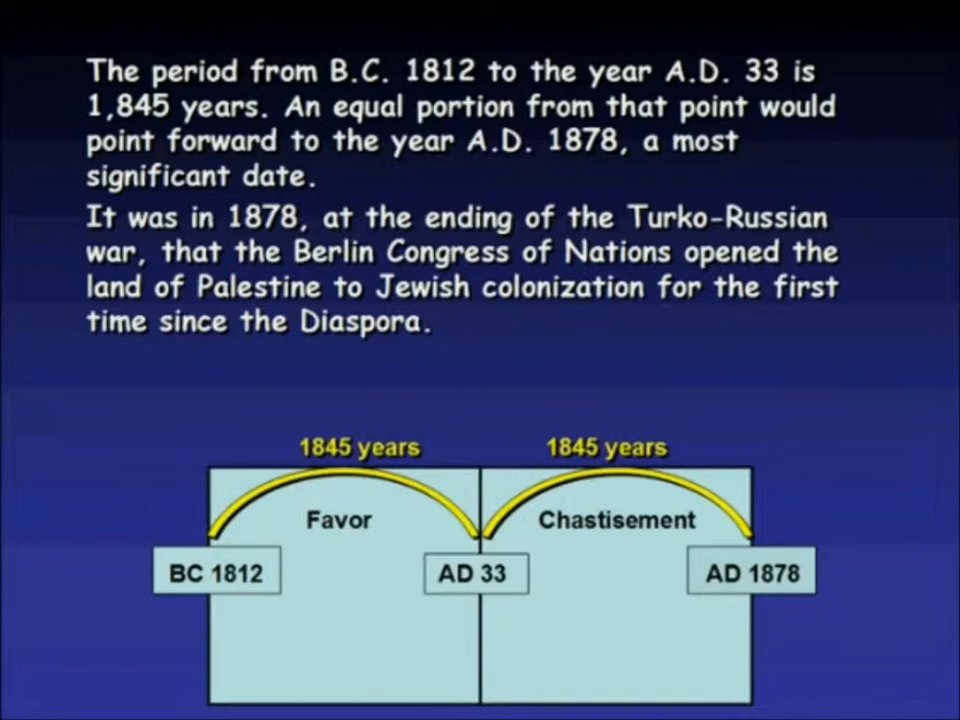 The period from B.C. 1812 to the year A.D. 33 is
1,845 years. An equal portion from that point would
point forward to the year A.D. 1878, a most
significant date.
It was in 1878, at the ending of the Turko-Russian
war, that the Berlin Congress of Nations opened the
land of Palestine to Jewish colonization for the first
time since the Diaspora.
1845 years 1845 years
Favor Chastisement
BC 1812 AD 33 AD 1878